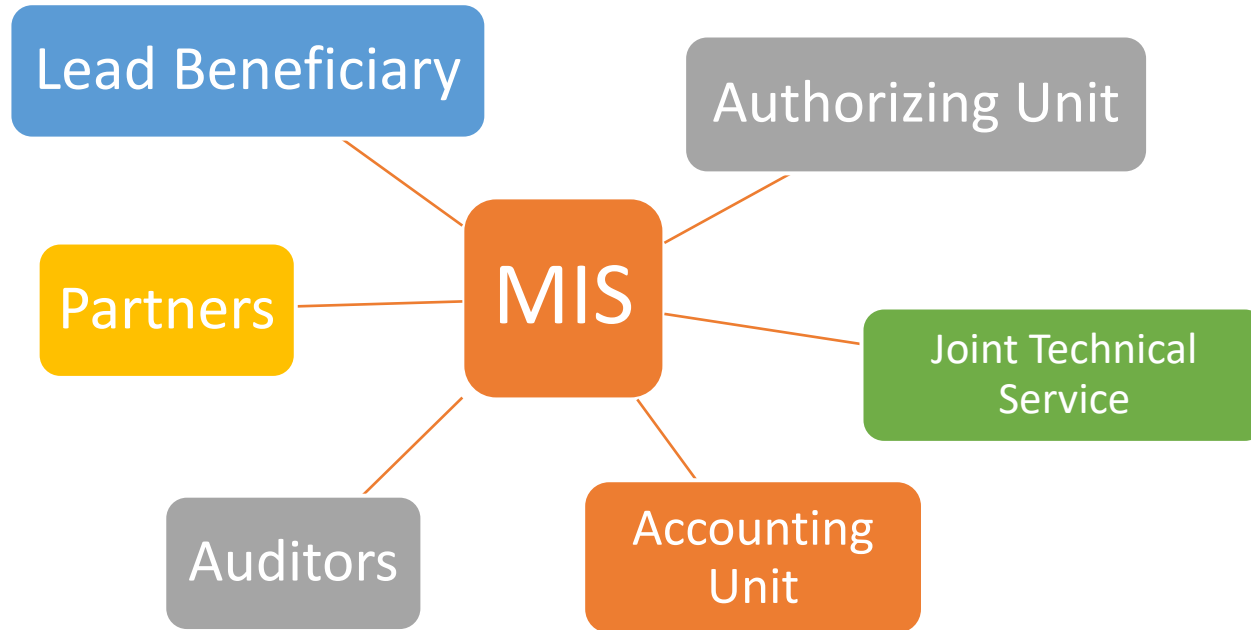 Lead Beneficiary
Authorizing Unit
MIS
Partners
Joint Technical
Service
Auditors
Accounting
Unit